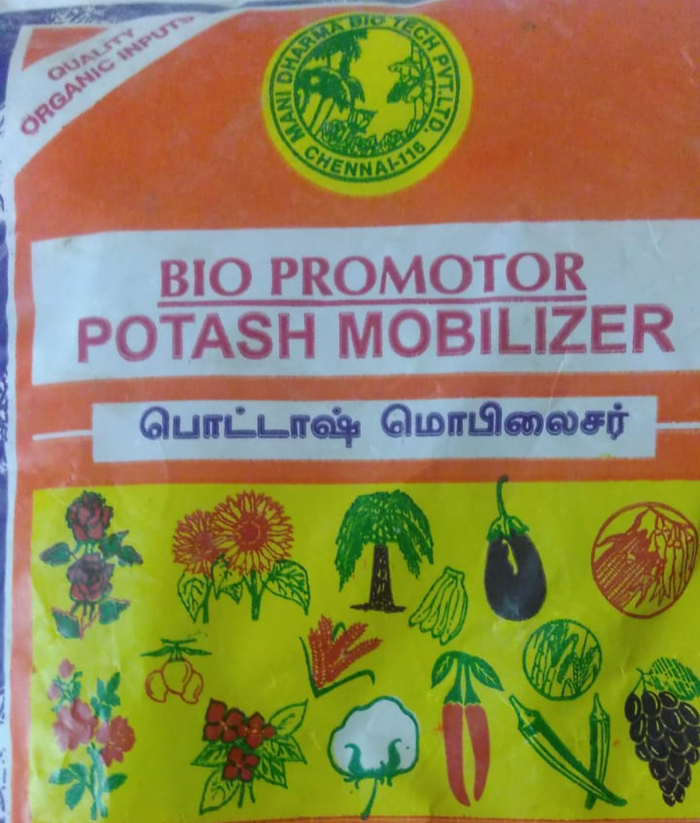 QUALITY
ORGANIC INPUTS
MANI DHARMA BIO TECH PVT.LTD.
CHENNAI-116
BIO PROMOTOR
POTASH MOBILIZER
பொட்டாஷ் மொபிலைசர்